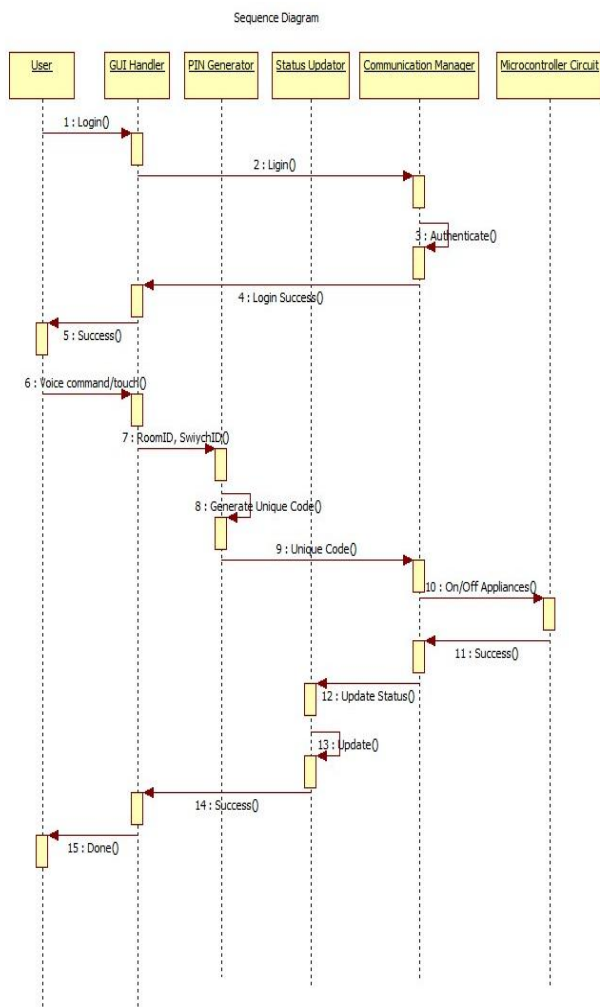 Sequence Diagram
User
GUI Handler
PIN Generator
Status Updator
Communication Manager
Microcontroller Circuit
1 : Login()
2 : Ligin()
3 : Authenticate()
4 : Login Success()
5 : Success()
6 : Voice command/touch()
7 : RoomID, SwiychID()
8 : Generate Unique Code()
9 : Unique Code()
10 : On/Off Appliances()
11 : Success()
12 : Update Status()
13 : Update()
14 : Success()
15 : Done()